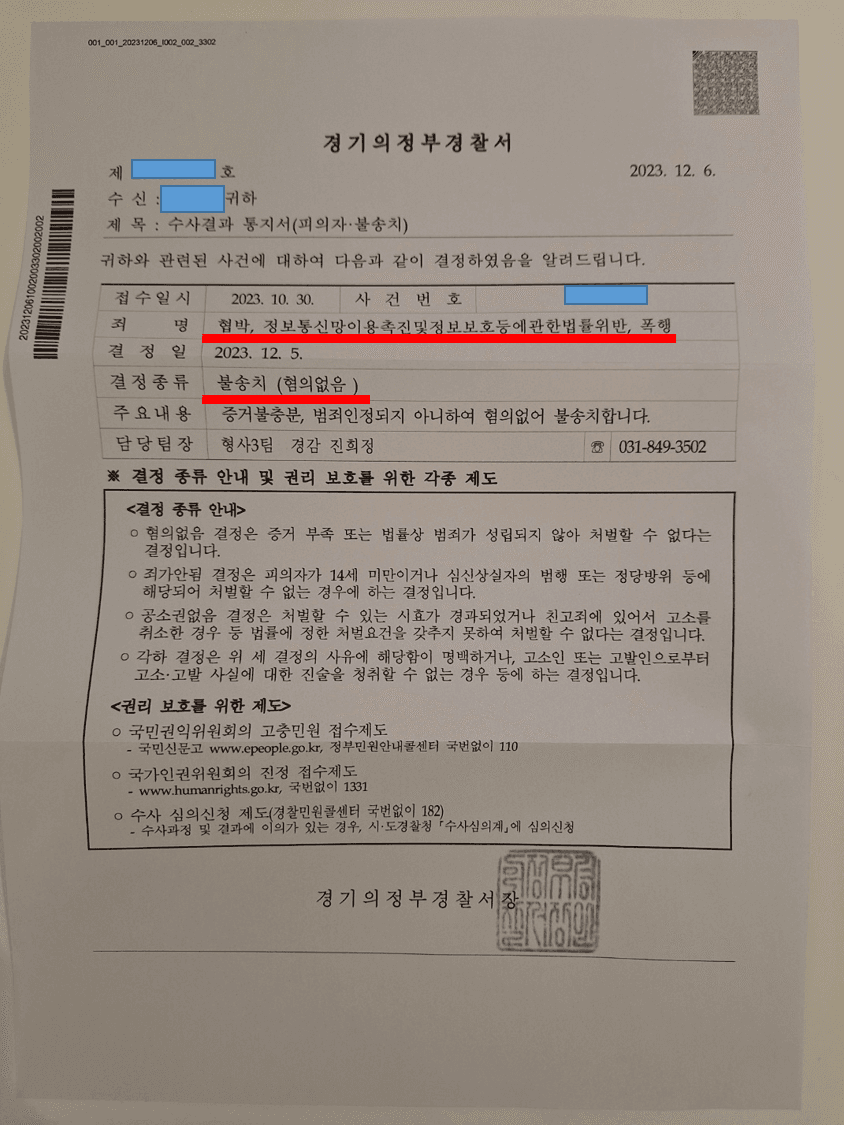 001_001_20231206_I002_002_3302
경기의정부경찰서
제 호
2023. 12. 6.
수 신 : 귀하
제 목 : 수사결과 통지서(피의자·불송치)
귀하와 관련된 사건에 대하여 다음과 같이 결정하였음을 알려드립니다.
접수일시 2023. 10. 30. 사 건 번 호
죄 명 협박, 정보통신망이용촉진및정보보호등에관한법률위반, 폭행
결 정 일 2023. 12. 5.
결정종류 불송치 (혐의없음 )
주요내용 증거불충분, 범죄인정되지 아니하여 혐의없어 불송치합니다.
담당팀장 형사3팀 경감 진희정 ☏ 031-849-3502
※ 결정 종류 안내 및 권리 보호를 위한 각종 제도
<결정 종류 안내>
○ 혐의없음 결정은 증거 부족 또는 법률상 범죄가 성립되지 않아 처벌할 수 없다는
결정입니다.
○ 죄가안됨 결정은 피의자가 14세 미만이거나 심신상실자의 범행 또는 정당방위 등에
해당되어 처벌할 수 없는 경우에 하는 결정입니다.
○ 공소권없음 결정은 처벌할 수 있는 시효가 경과되었거나 친고죄에 있어서 고소를
취소한 경우 등 법률에 정한 처벌요건을 갖추지 못하여 처벌할 수 없다는 결정입니다.
○ 각하 결정은 위 세 결정의 사유에 해당함이 명백하거나, 고소인 또는 고발인으로부터
고소·고발 사실에 대한 진술을 청취할 수 없는 경우 등에 하는 결정입니다.
<권리 보호를 위한 제도>
○ 국민권익위원회의 고충민원 접수제도
- 국민신문고 www.epeople.go.kr, 정부민원안내콜센터 국번없이 110
○ 국가인권위원회의 진정 접수제도
- www.humanrights.go.kr, 국번없이 1331
○ 수사 심의신청 제도(경찰민원콜센터 국번없이 182)
- 수사과정 및 결과에 이의가 있는 경우, 시·도경찰청 「수사심의계」에 심의신청
경기의정부경찰서장
202312061002003302002002